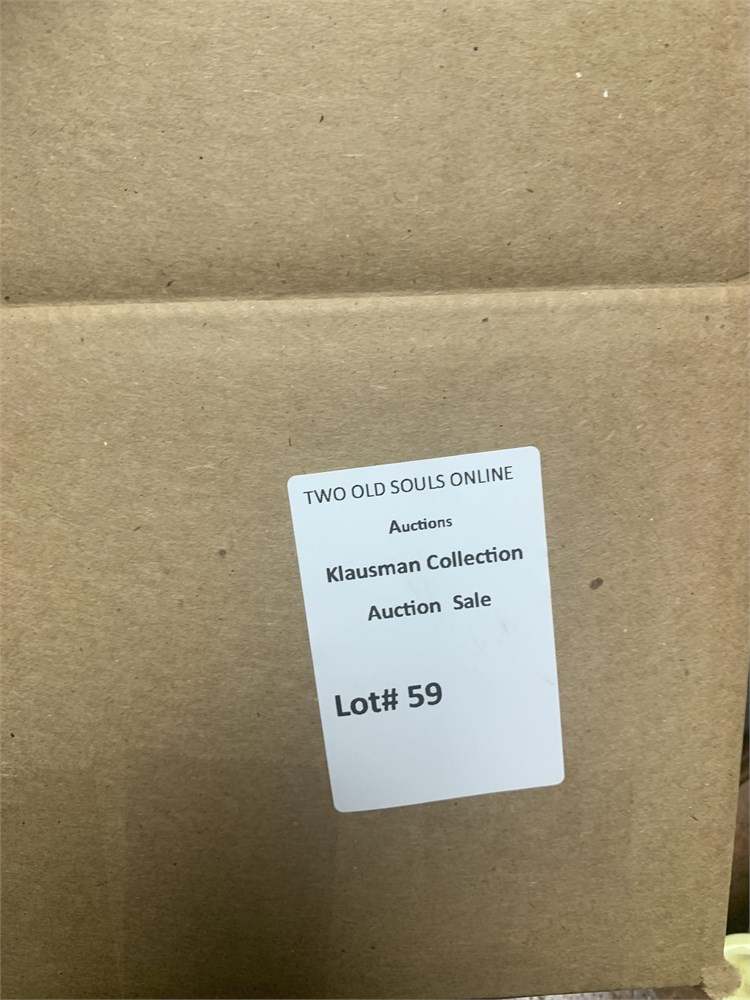 TWO OLD SOULS ONLINE
Auctions
Klausman Collection
Auction Sale
Lot# 59